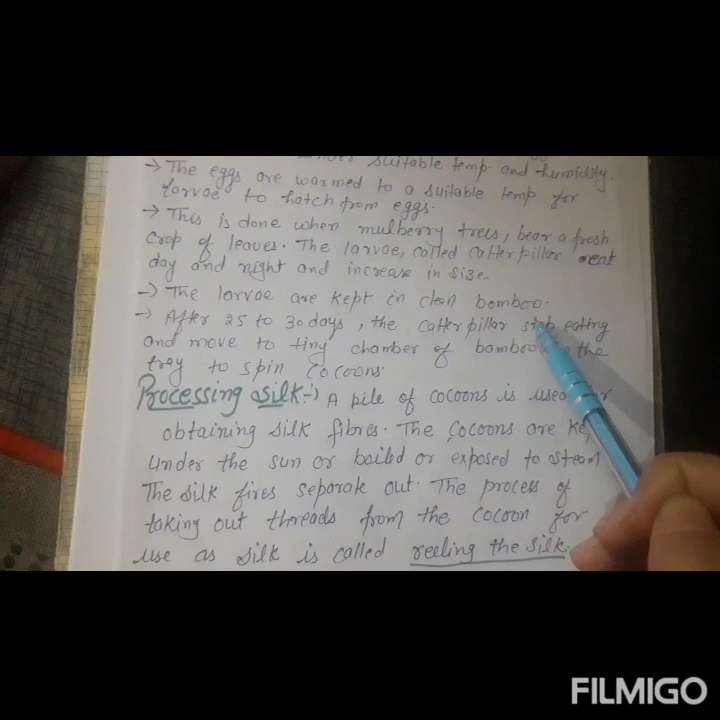 suitable temp and humidity.
→ The eggs are warmed to a suitable temp for
larvae to hatch from eggs.
→ This is done when mulberry trees, bear a fresh
crop of leaves. The larvae, called catterpillar eat
day and night and increase in size
→ The larvae are kept in clean bamboo.
→ After 25 to 30 days, the catterpillar stop eating
and move to tiny chamber of bamboo the
tray to spin cocoons.
Processing silk:→ A pile of cocoons is used
obtaining silk fibres. The cocoons are
under the sun or boiled or exposed to steam
The silk fires separate out. The process of
taking out threads from the cocoon for
use as silk is called reeling the silk.
FILMIGO